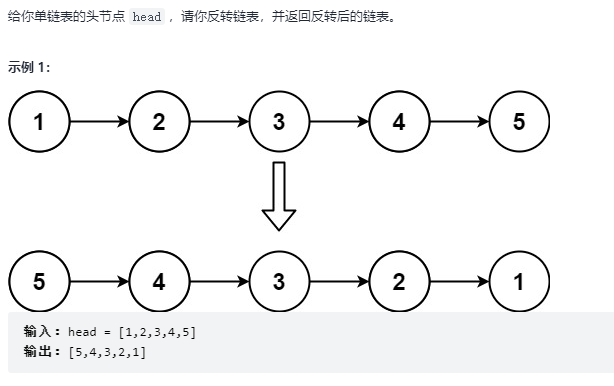 给你单链表的头节点 head ，请你反转链表，并返回反转后的链表。
示例 1：
1 2 3 4 5
5 4 3 2 1
输入：head = [1,2,3,4,5]
输出：[5,4,3,2,1]